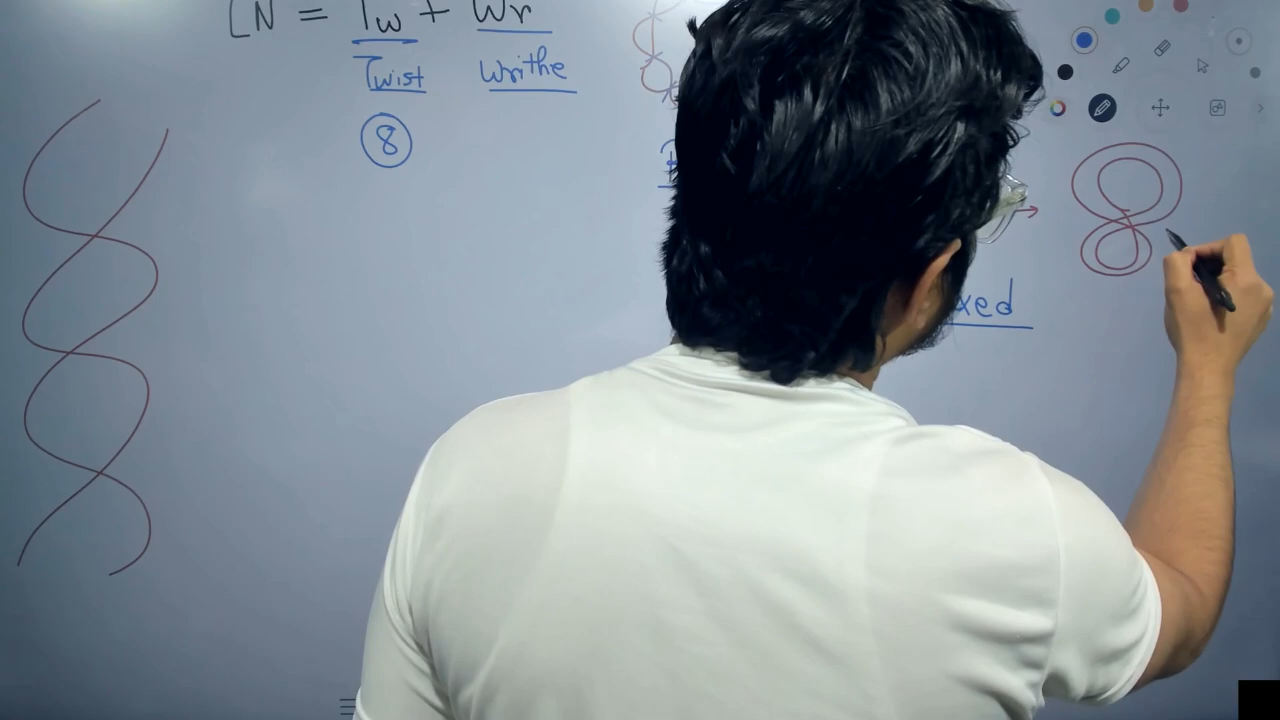 LN = Tw + Wr
Twist Writhe
8
xed